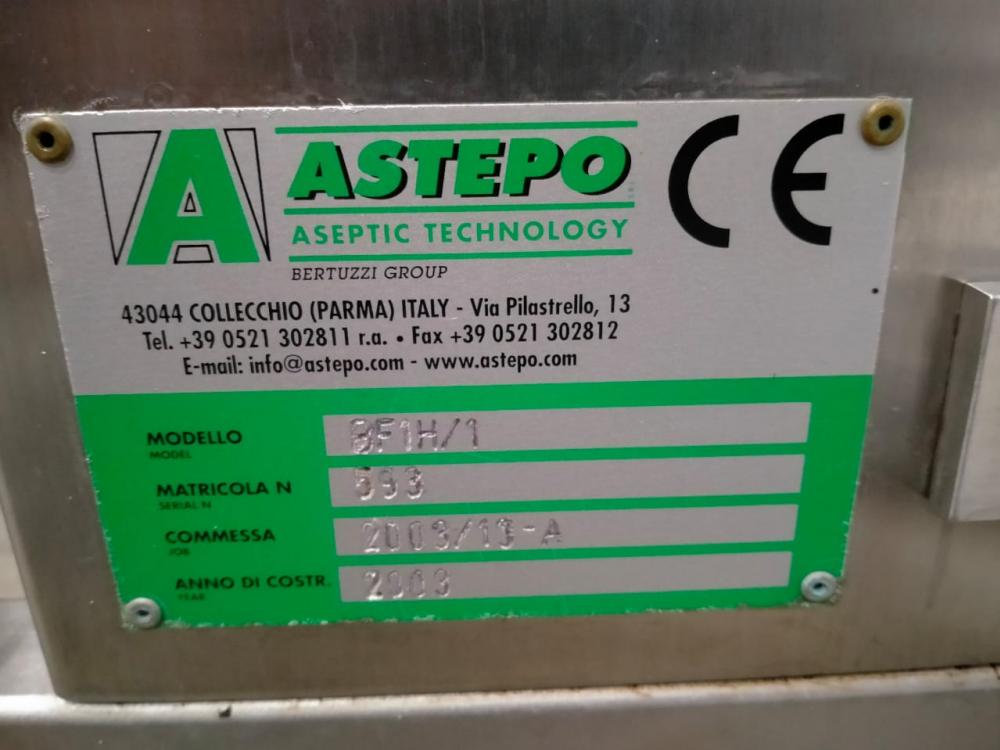 A ASTEPO
ASEPTIC TECHNOLOGY
BERTUZZI GROUP
CE
43044 COLLECCHIO (PARMA) ITALY - Via Pilastrello, 13
Tel. +39 0521 302811 r.a. • Fax +39 0521 302812
E-mail: info@astepo.com - www.astepo.com
MODELLO BF1H/1
MODEL
MATRICOLA N 593
SERIAL N
COMMESSA 2003/13-A
JOB
ANNO DI COSTR. 2003
YEAR